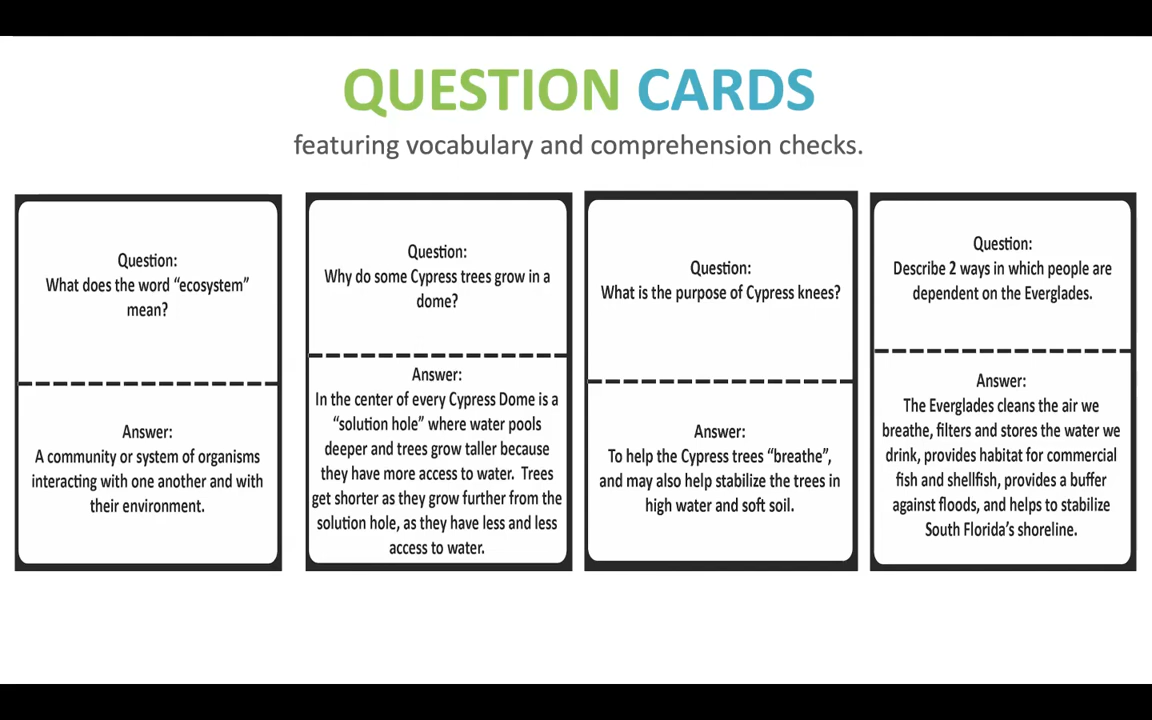 QUESTION CARDS
featuring vocabulary and comprehension checks.
Question:
What does the word “ecosystem”
mean?
Answer:
A community or system of organisms
interacting with one another and with
their environment.
Question:
Why do some Cypress trees grow in a
dome?
Answer:
In the center of every Cypress Dome is a
“solution hole” where water pools
deeper and trees grow taller because
they have more access to water.  Trees
get shorter as they grow further from the
solution hole, as they have less and less
access to water.
Question:
What is the purpose of Cypress knees?
Answer:
To help the Cypress trees “breathe”,
and may also help stabilize the trees in
high water and soft soil.
Question:
Describe 2 ways in which people are
dependent on the Everglades.
Answer:
The Everglades cleans the air we
breathe, filters and stores the water we
drink, provides habitat for commercial
fish and shellfish, provides a buffer
against floods, and helps to stabilize
South Florida’s shoreline.